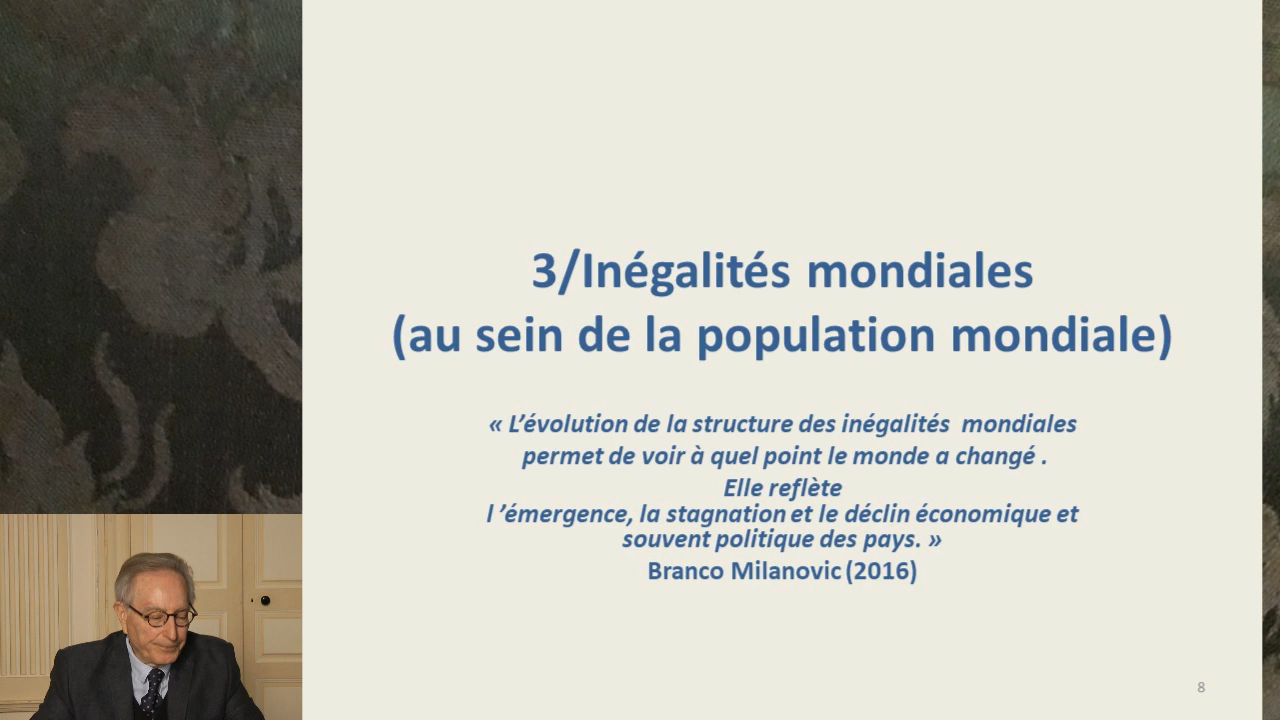 3/Inégalités mondiales
(au sein de la population mondiale)
« L’évolution de la structure des inégalités  mondiales
permet de voir à quel point le monde a changé .
Elle reflète
l ’émergence, la stagnation et le déclin économique et
souvent politique des pays. »
Branco Milanovic (2016)
8